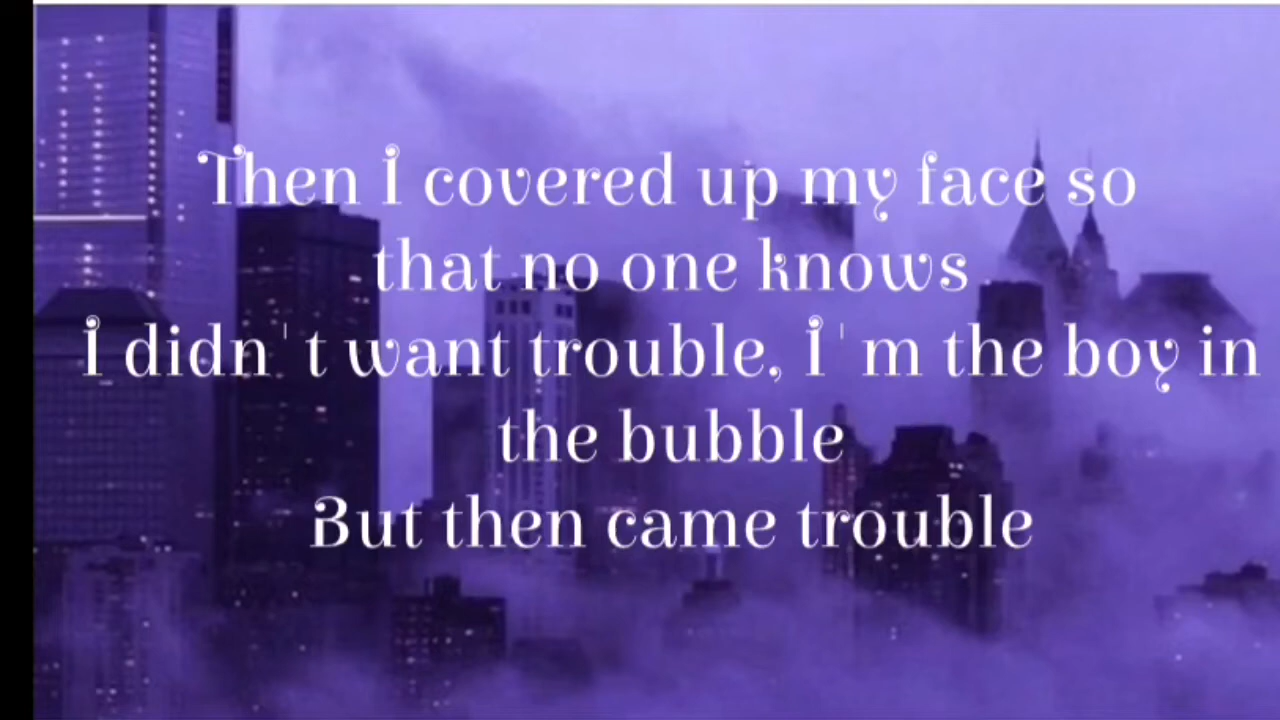 Then I covered up my face so
that no one knows
I didn't want trouble, I'm the boy in
the bubble
But then came trouble